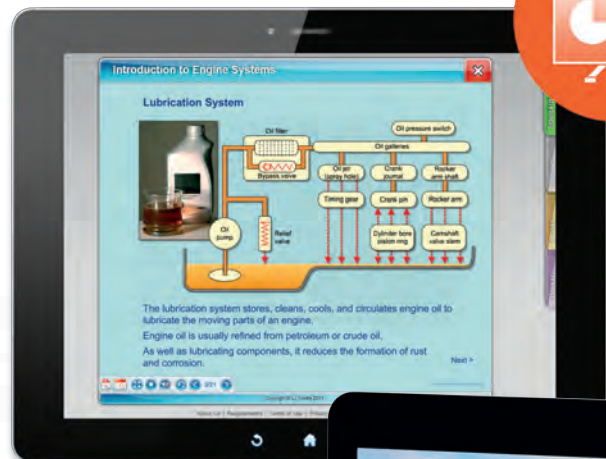 Introduction to Engine Systems
Lubrication System
Oil filter
Bypass valve
Oil pressure switch
Oil galleries
Oil jet
(spray hole)
Crank
journal
Rocker
arm shaft
Timing gear
Crank pin
Rocker arm
Oil
pump
Relief
valve
Cylinder bore
piston ring
Camshaft
valve stem
The lubrication system stores, cleans, cools, and circulates engine oil to
lubricate the moving parts of an engine.
Engine oil is usually refined from petroleum or crude oil.
As well as lubricating components, it reduces the formation of rust
and corrosion.
Next >